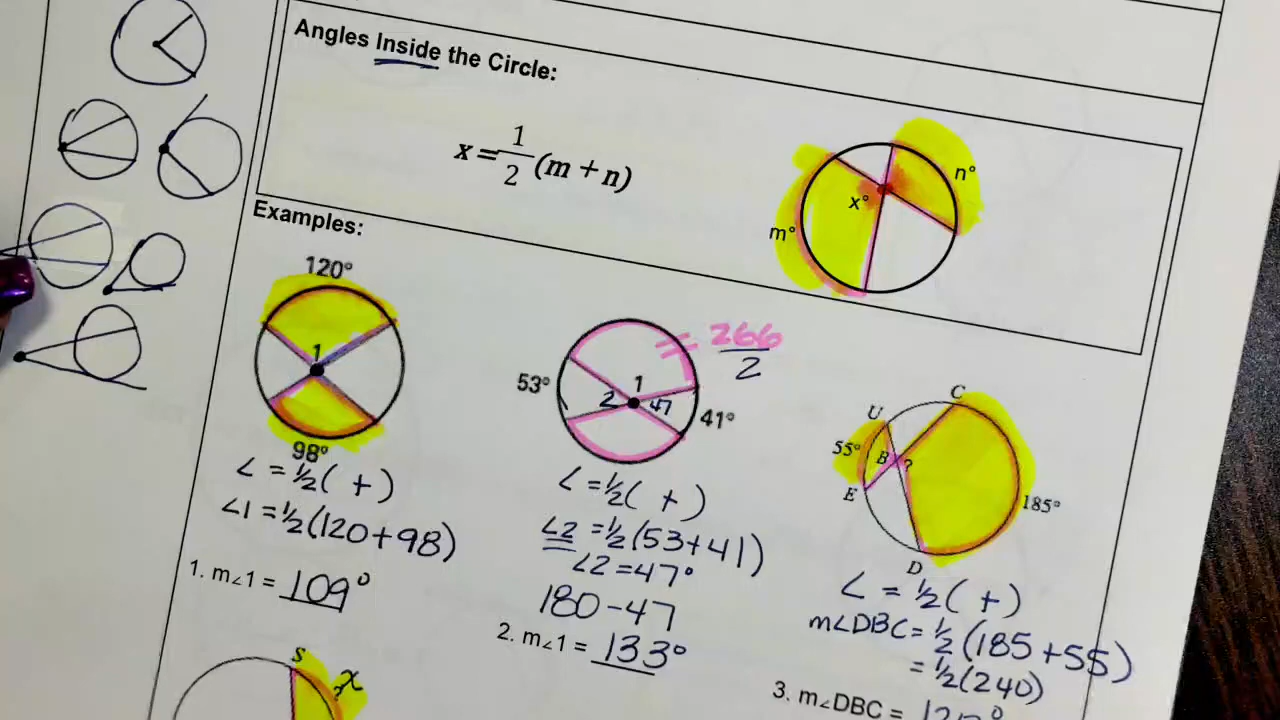 Angles Inside the Circle:
x = 1/2 (m + n)
n°
x°
m°
Examples:
120°
1
98°
∠ = ½( + )
∠1 = ½(120+98)
1. m∠1 = 109°
= 266
2
53°
1
2
47
41°
∠ = ½( + )
∠2 = ½(53+41)
∠2 = 47°
180-47
2. m∠1 = 133°
C
U
55°
B
?
E
185°
D
∠ = ½( + )
m∠DBC = ½(185+55)
= ½(240)
3. m∠DBC =
S
x